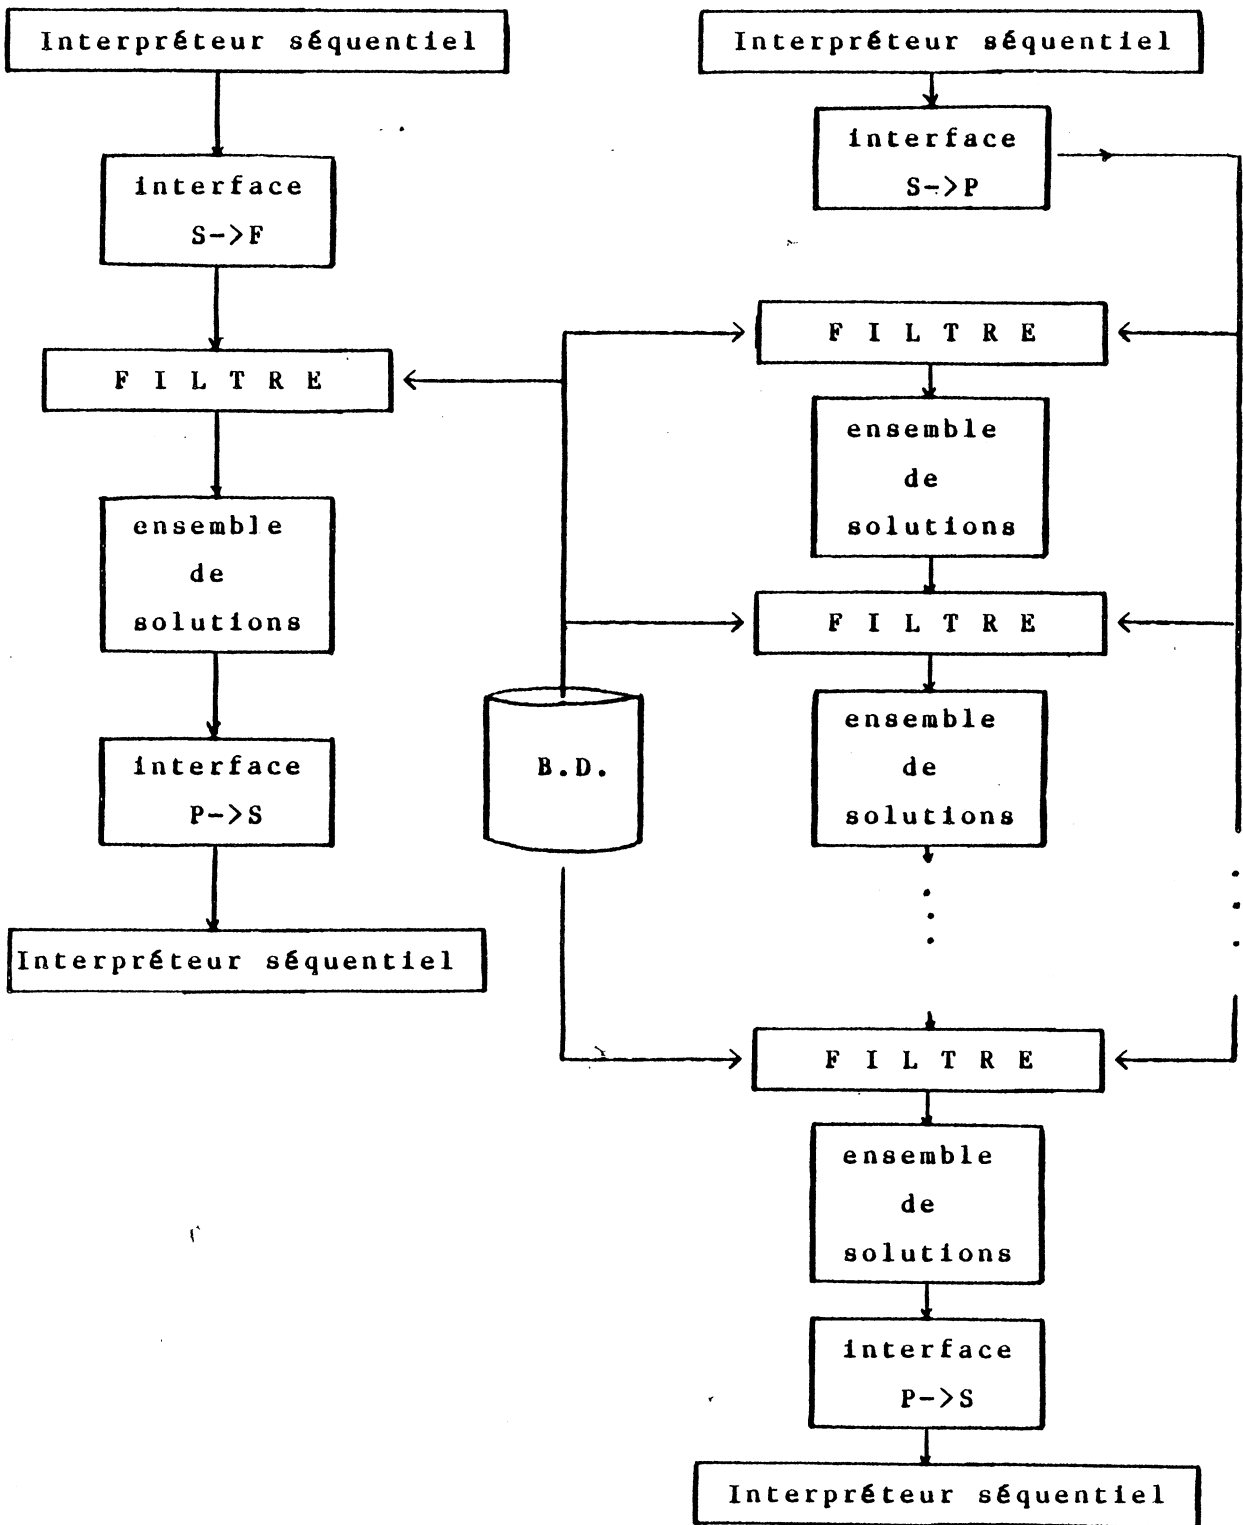 Interpréteur séquentiel
interface
S->F
F I L T R E
ensemble
de
solutions
interface
P->S
Interpréteur séquentiel
B.D.
Interpréteur séquentiel
interface
S->P
F I L T R E
ensemble
de
solutions
F I L T R E
ensemble
de
solutions
F I L T R E
ensemble
de
solutions
interface
P->S
Interpréteur séquentiel